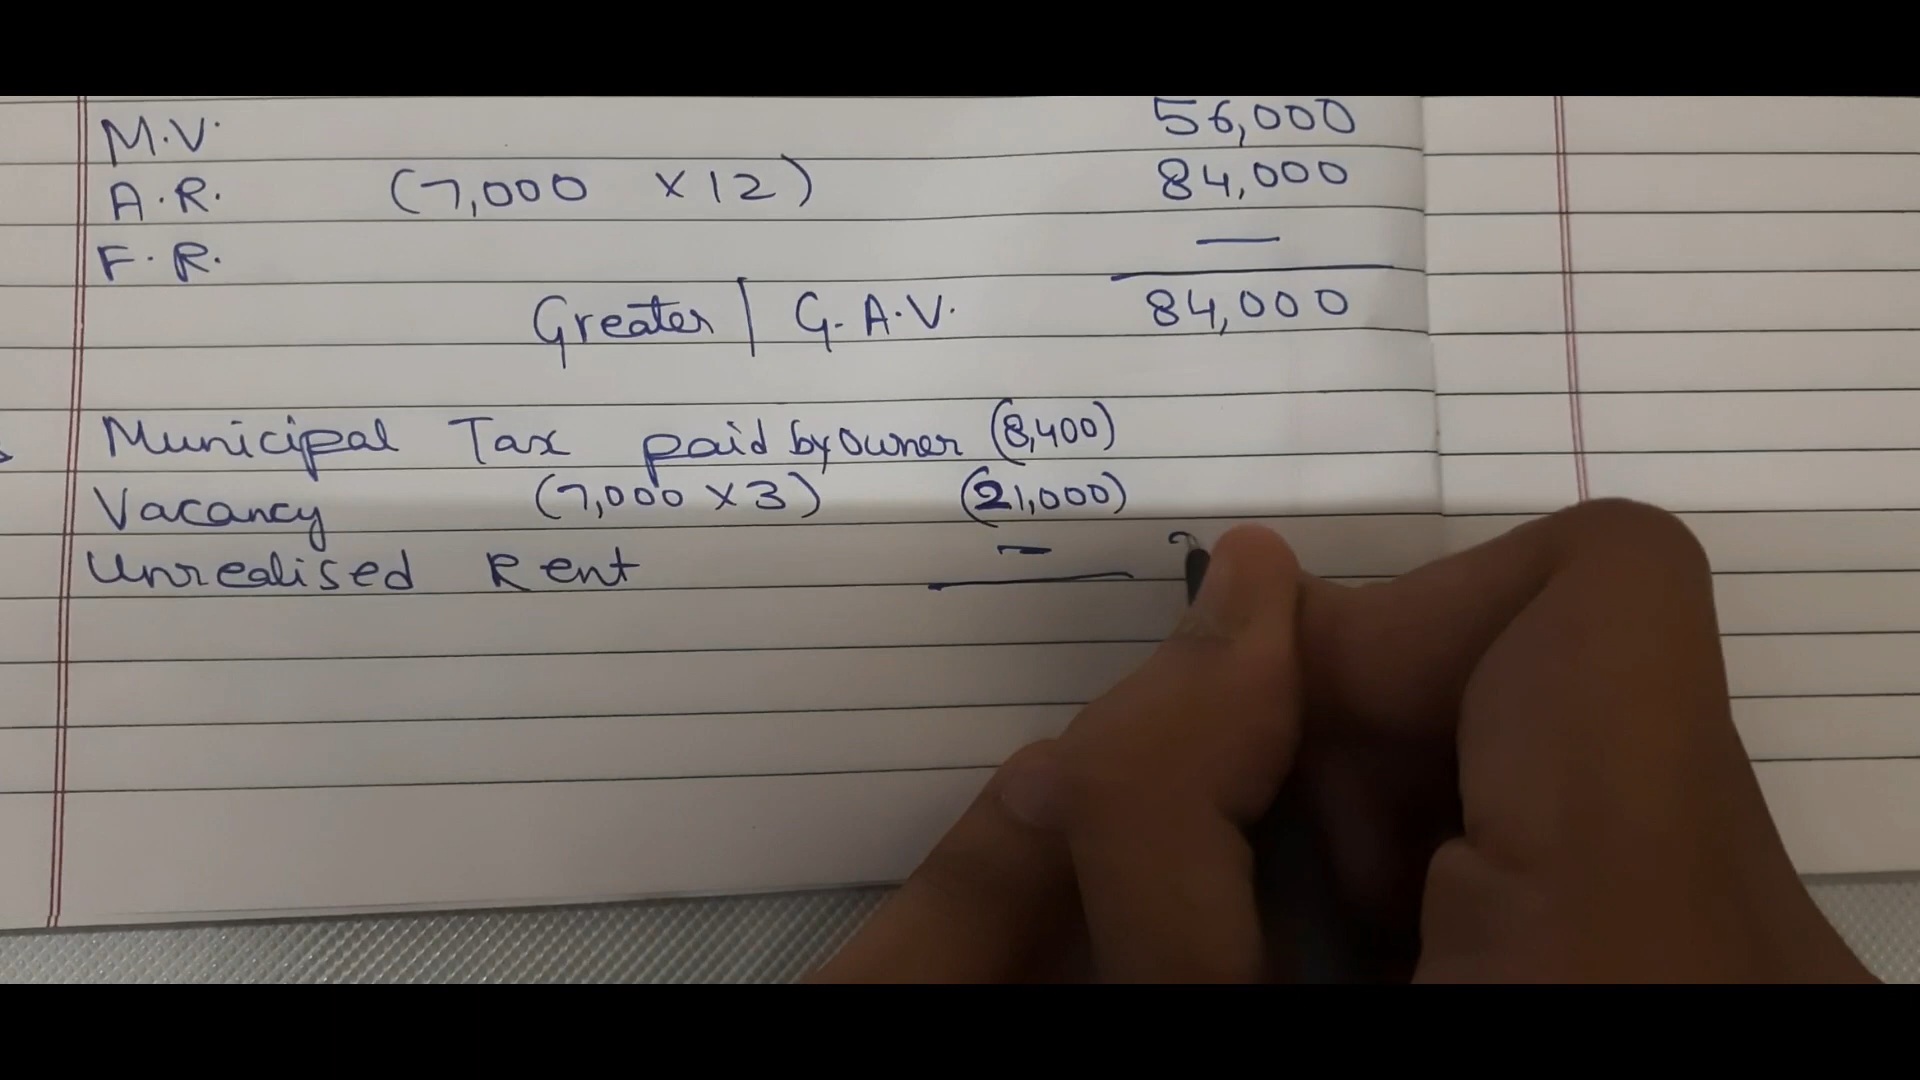 M.V. 56,000
A.R. (7,000 × 12) 84,000
F.R. —
Greater | G.A.V. 84,000
Municipal Tax paid by owner (8,400)
Vacancy (7,000 × 3) (21,000)
Unrealised Rent —